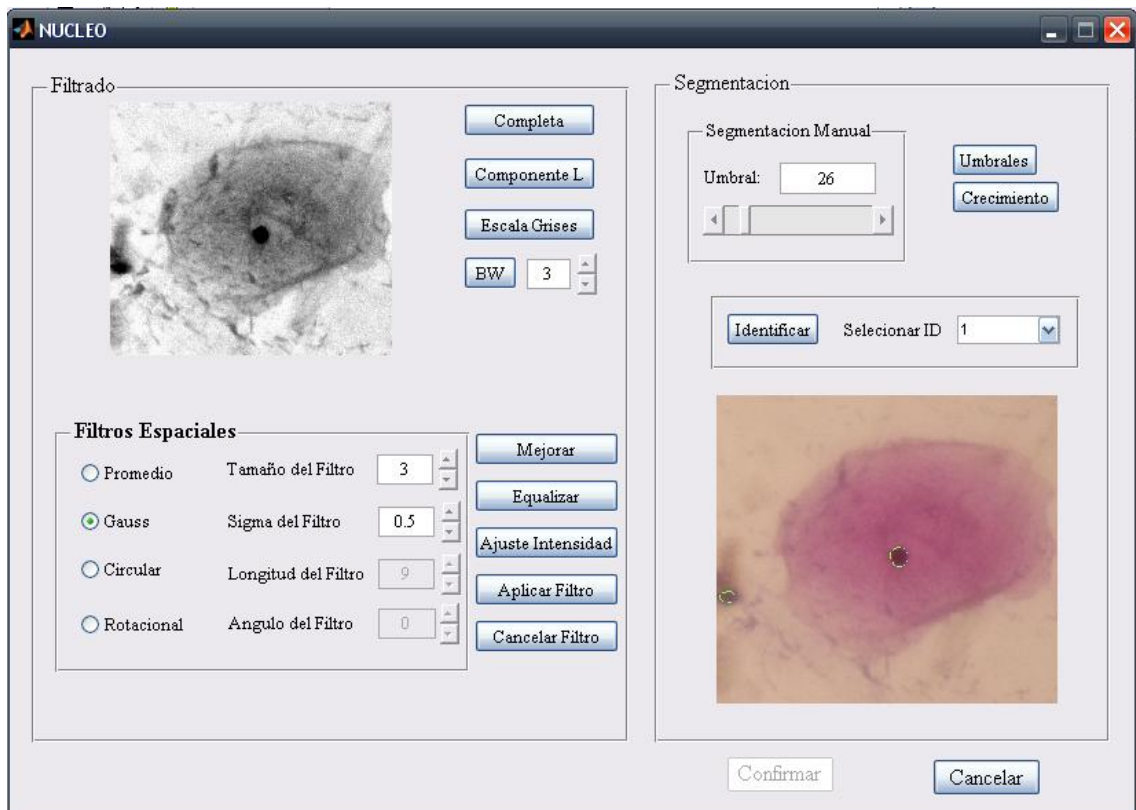 NUCLEO
Filtrado
Completa
Componente L
Escala Grises
BW 3
Filtros Espaciales
Promedio Tamaño del Filtro 3
Gauss Sigma del Filtro 0.5
Circular Longitud del Filtro 9
Rotacional Angulo del Filtro 0
Mejorar
Equalizar
Ajuste Intensidad
Aplicar Filtro
Cancelar Filtro
Segmentacion
Segmentacion Manual
Umbral: 26
Umbrales
Crecimiento
Identificar Selecionar ID 1
Confirmar Cancelar